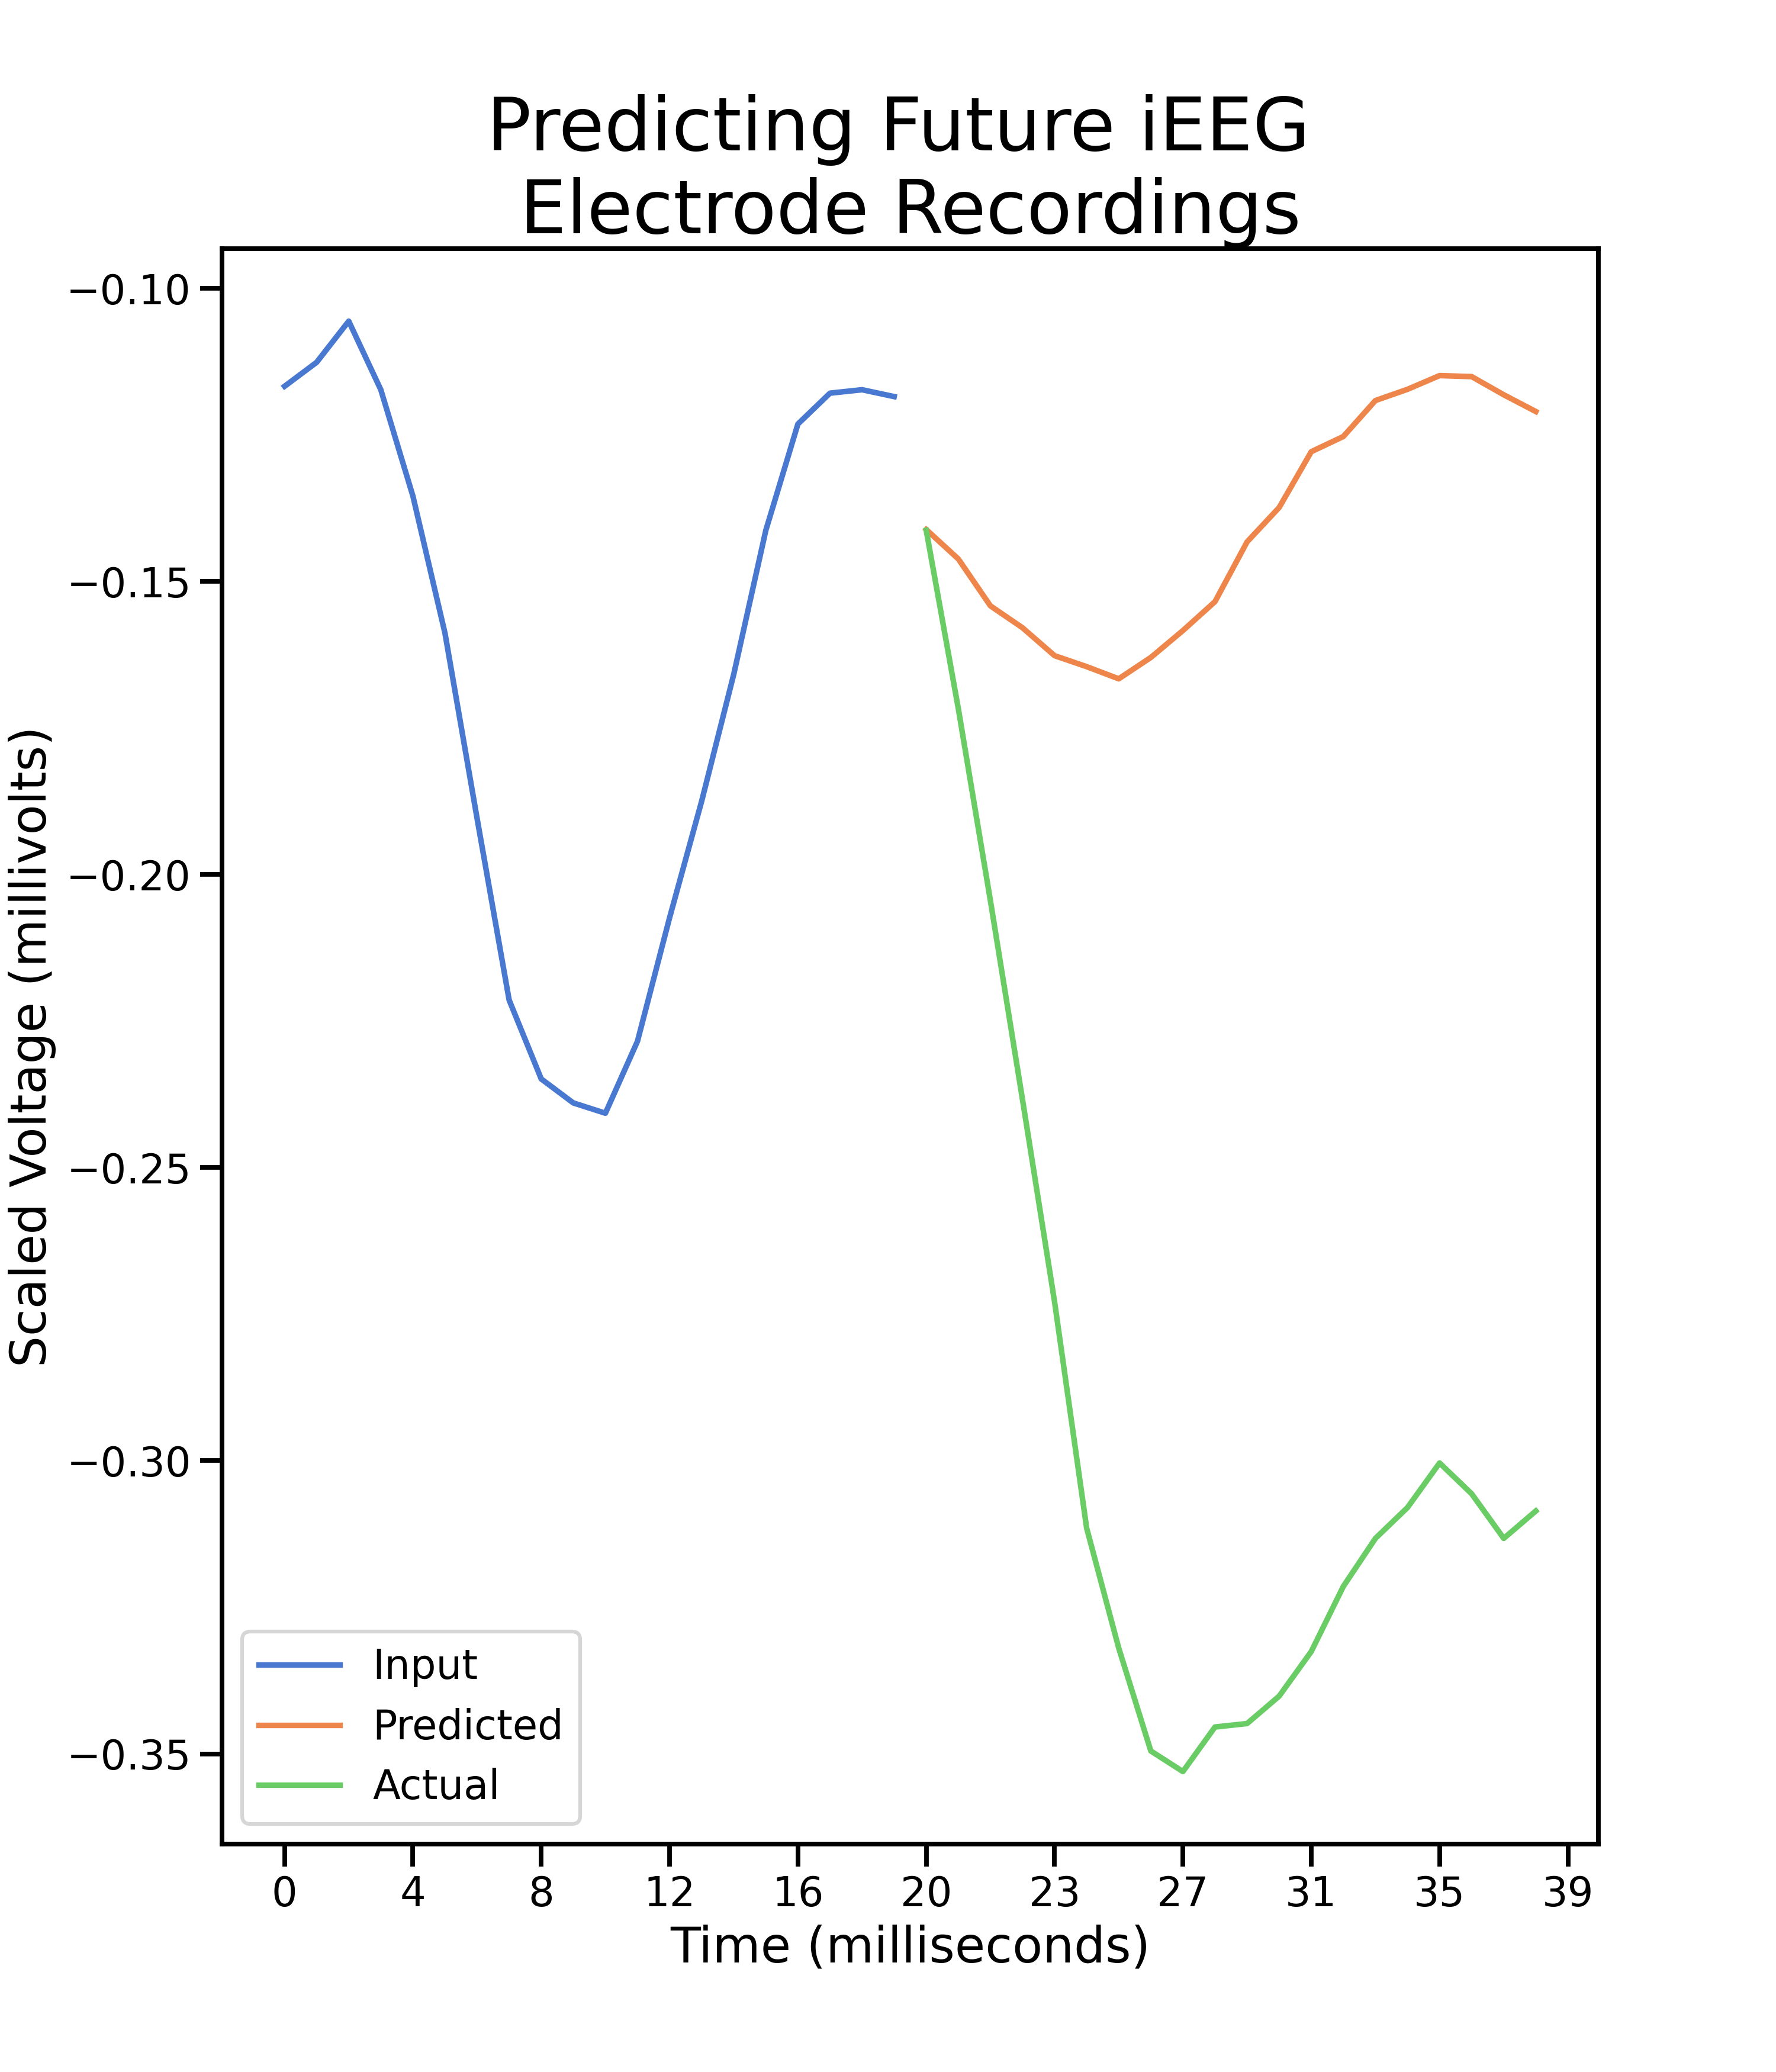 Predicting Future iEEG
Electrode Recordings
Scaled Voltage (millivolts)
−0.10
−0.15
−0.20
−0.25
−0.30
−0.35
Input
Predicted
Actual
0 4 8 12 16 20 23 27 31 35 39
Time (milliseconds)